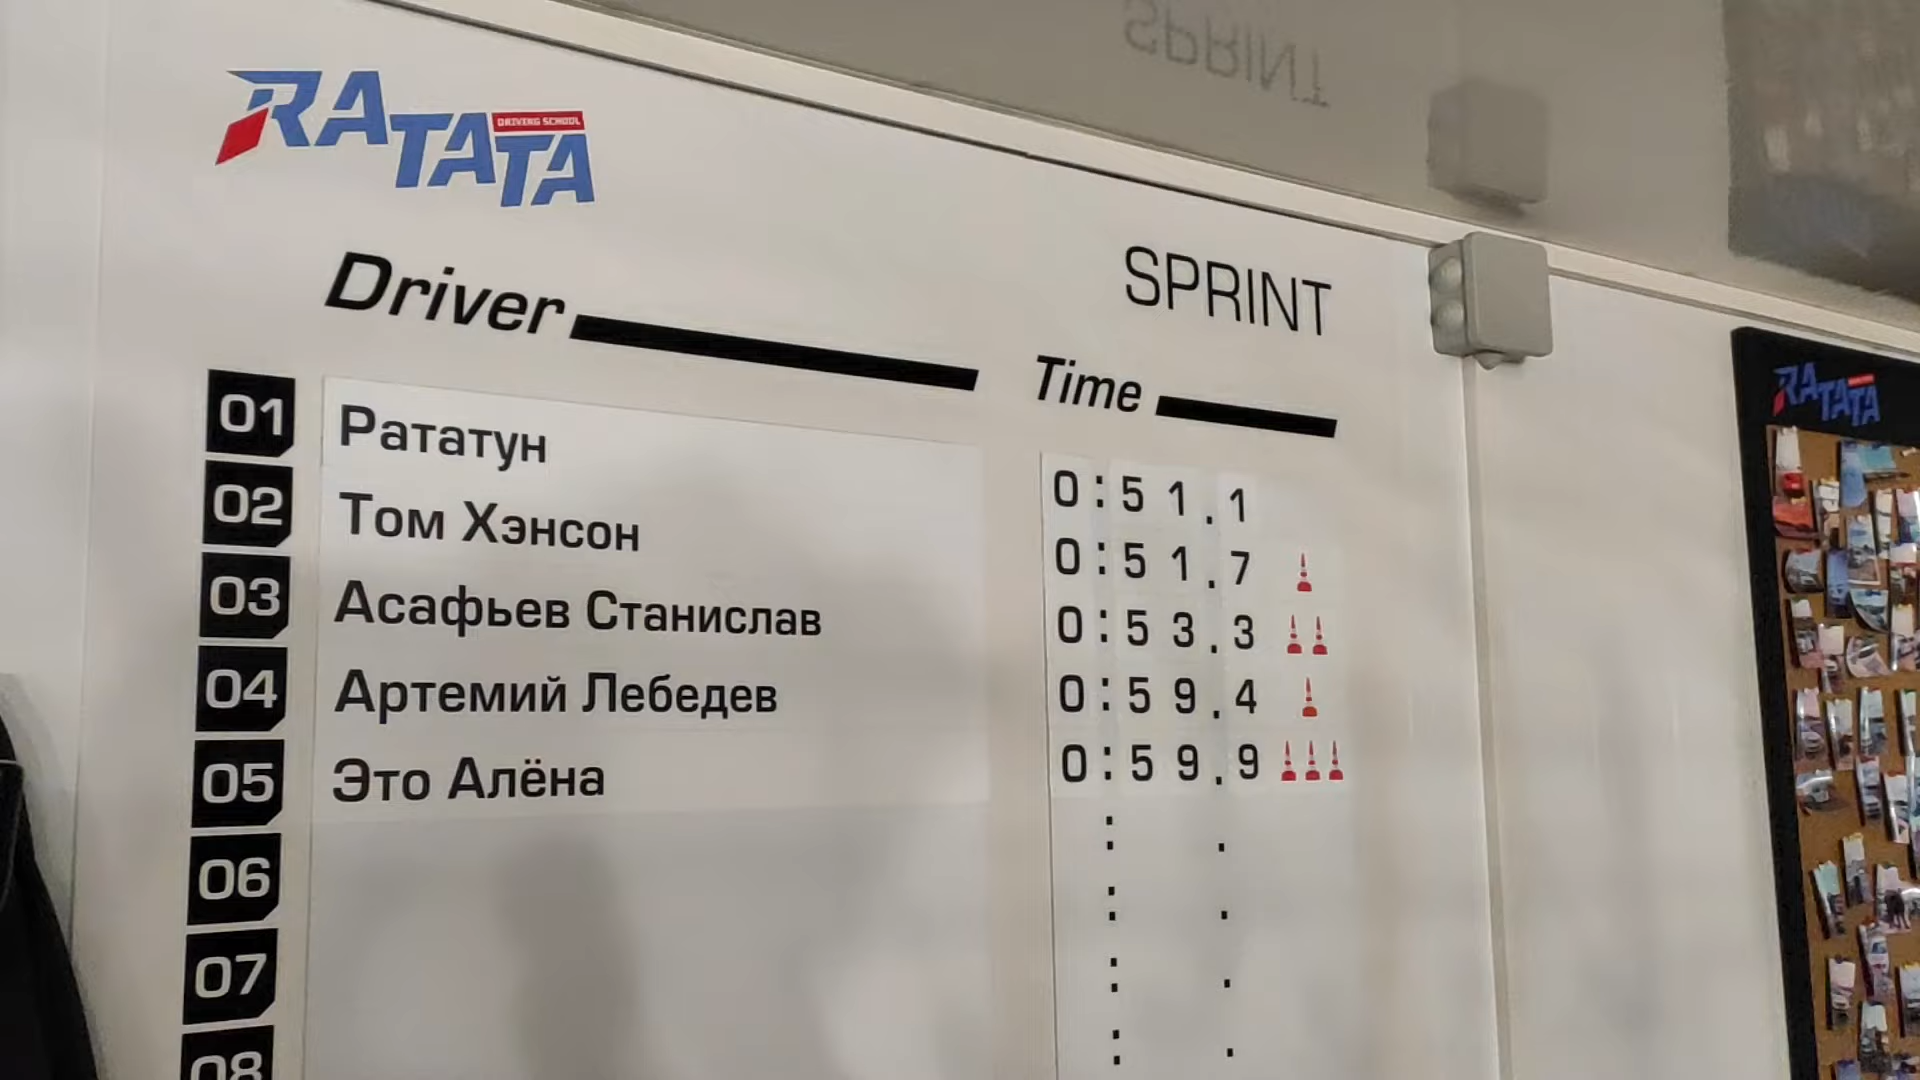 SPRINT
RATATA
DRIVING SCHOOL
Driver
SPRINT
Time
01 Рататун 0:51.1
02 Том Хэнсон 0:51.7
03 Асафьев Станислав 0:53.3
04 Артемий Лебедев 0:59.4
05 Это Алёна 0:59.9
06 : .
07 : .
08 : .
: .
RATATA